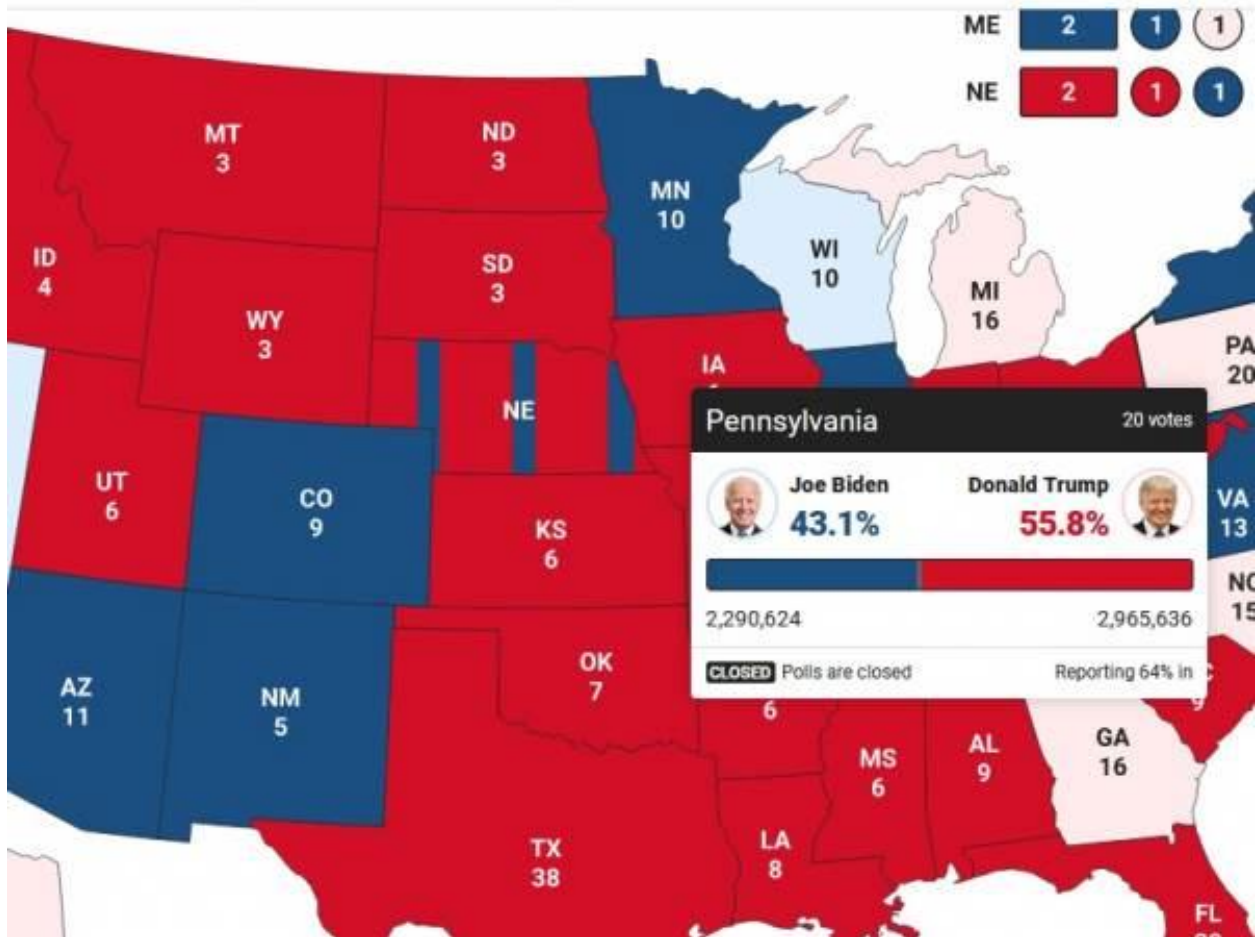 ME 2 1 1
NE 2 1 1
MT
3
ND
3
MN
10
ID
4
SD
3
WI
10
WY
3
MI
16
PA
20
IA
NE
Pennsylvania 20 votes
UT
6
CO
9
KS
6
Joe Biden Donald Trump
43.1% 55.8%
VA
13
2,290,624 2,965,636
NC
15
CLOSED Polls are closed Reporting 64% in
AZ
11
NM
5
OK
7
6
9
MS
6
AL
9
GA
16
TX
38
LA
8
FL